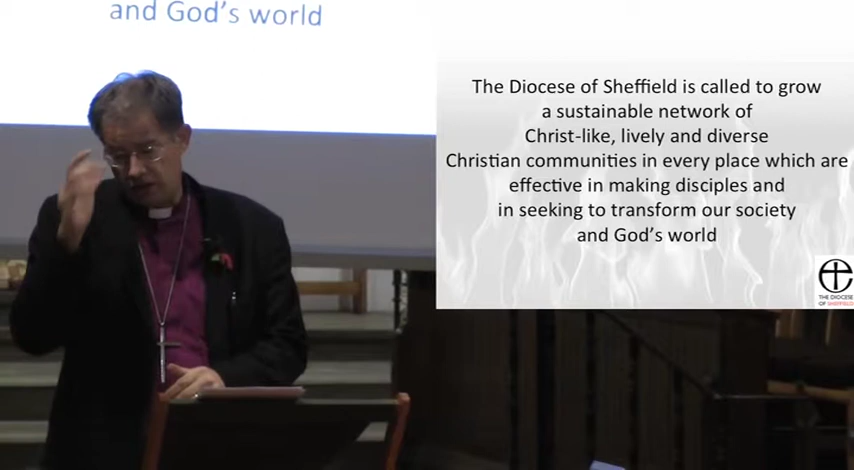 and God's world
The Diocese of Sheffield is called to grow
a sustainable network of
Christ-like, lively and diverse
Christian communities in every place which are
effective in making disciples and
in seeking to transform our society
and God's world
THE DIOCESE
OF SHEFFIELD